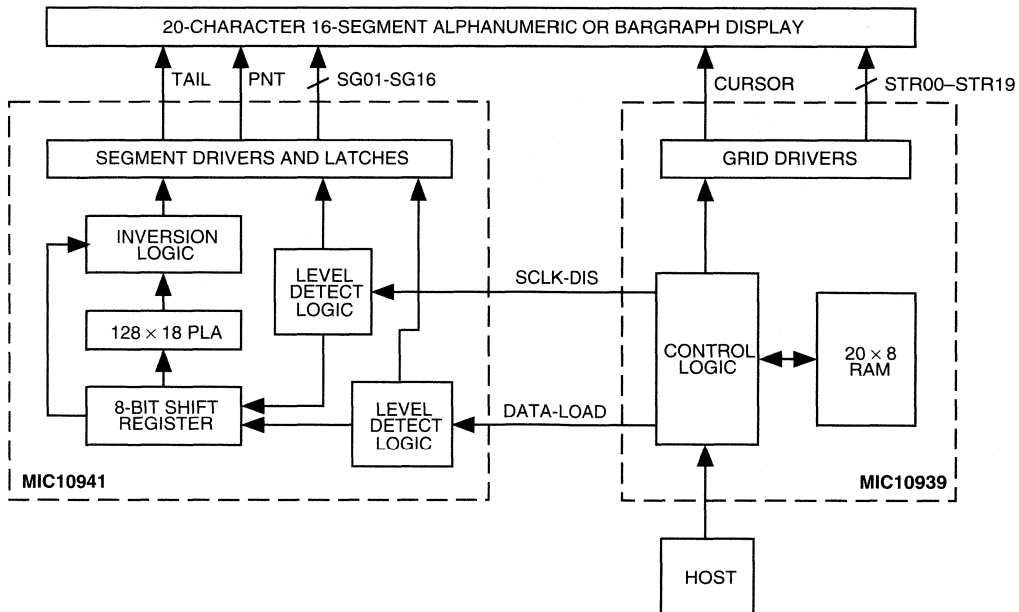 20-CHARACTER 16-SEGMENT ALPHANUMERIC OR BARGRAPH DISPLAY
TAIL
PNT
SG01-SG16
CURSOR
STR00–STR19
SEGMENT DRIVERS AND LATCHES
GRID DRIVERS
INVERSION
LOGIC
LEVEL
DETECT
LOGIC
SCLK-DIS
128 × 18 PLA
CONTROL
LOGIC
20 × 8
RAM
8-BIT SHIFT
REGISTER
LEVEL
DETECT
LOGIC
DATA-LOAD
MIC10941
MIC10939
HOST